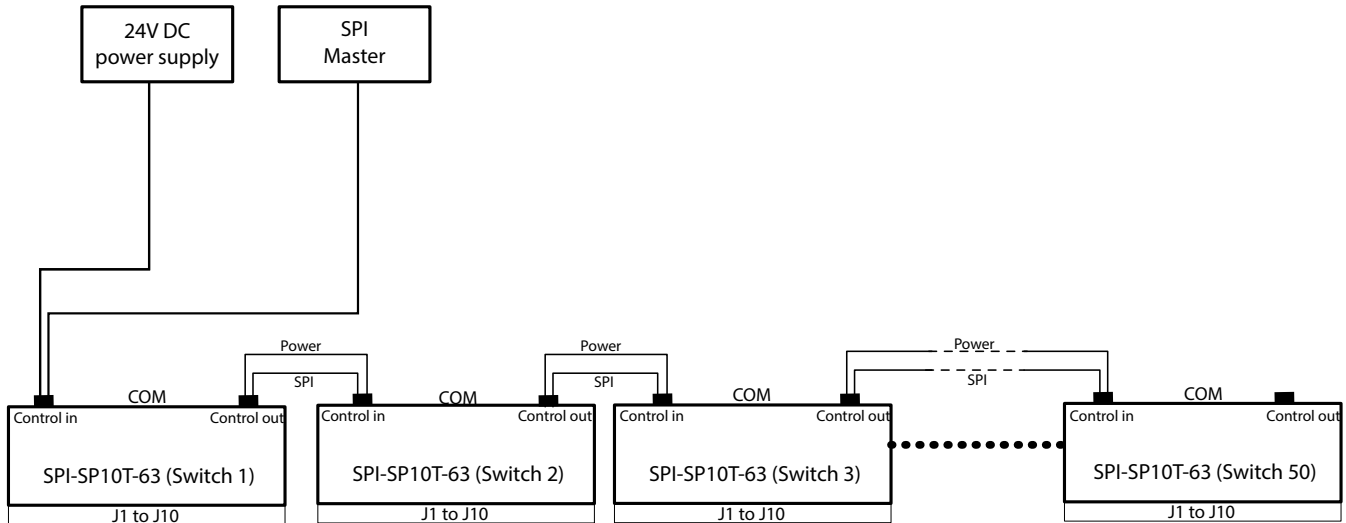 24V DC
power supply
SPI
Master
Power
SPI
Power
SPI
Power
SPI
COM
Control in
Control out
SPI-SP10T-63 (Switch 1)
J1 to J10
COM
Control in
Control out
SPI-SP10T-63 (Switch 2)
J1 to J10
COM
Control in
Control out
SPI-SP10T-63 (Switch 3)
J1 to J10
COM
Control in
Control out
SPI-SP10T-63 (Switch 50)
J1 to J10